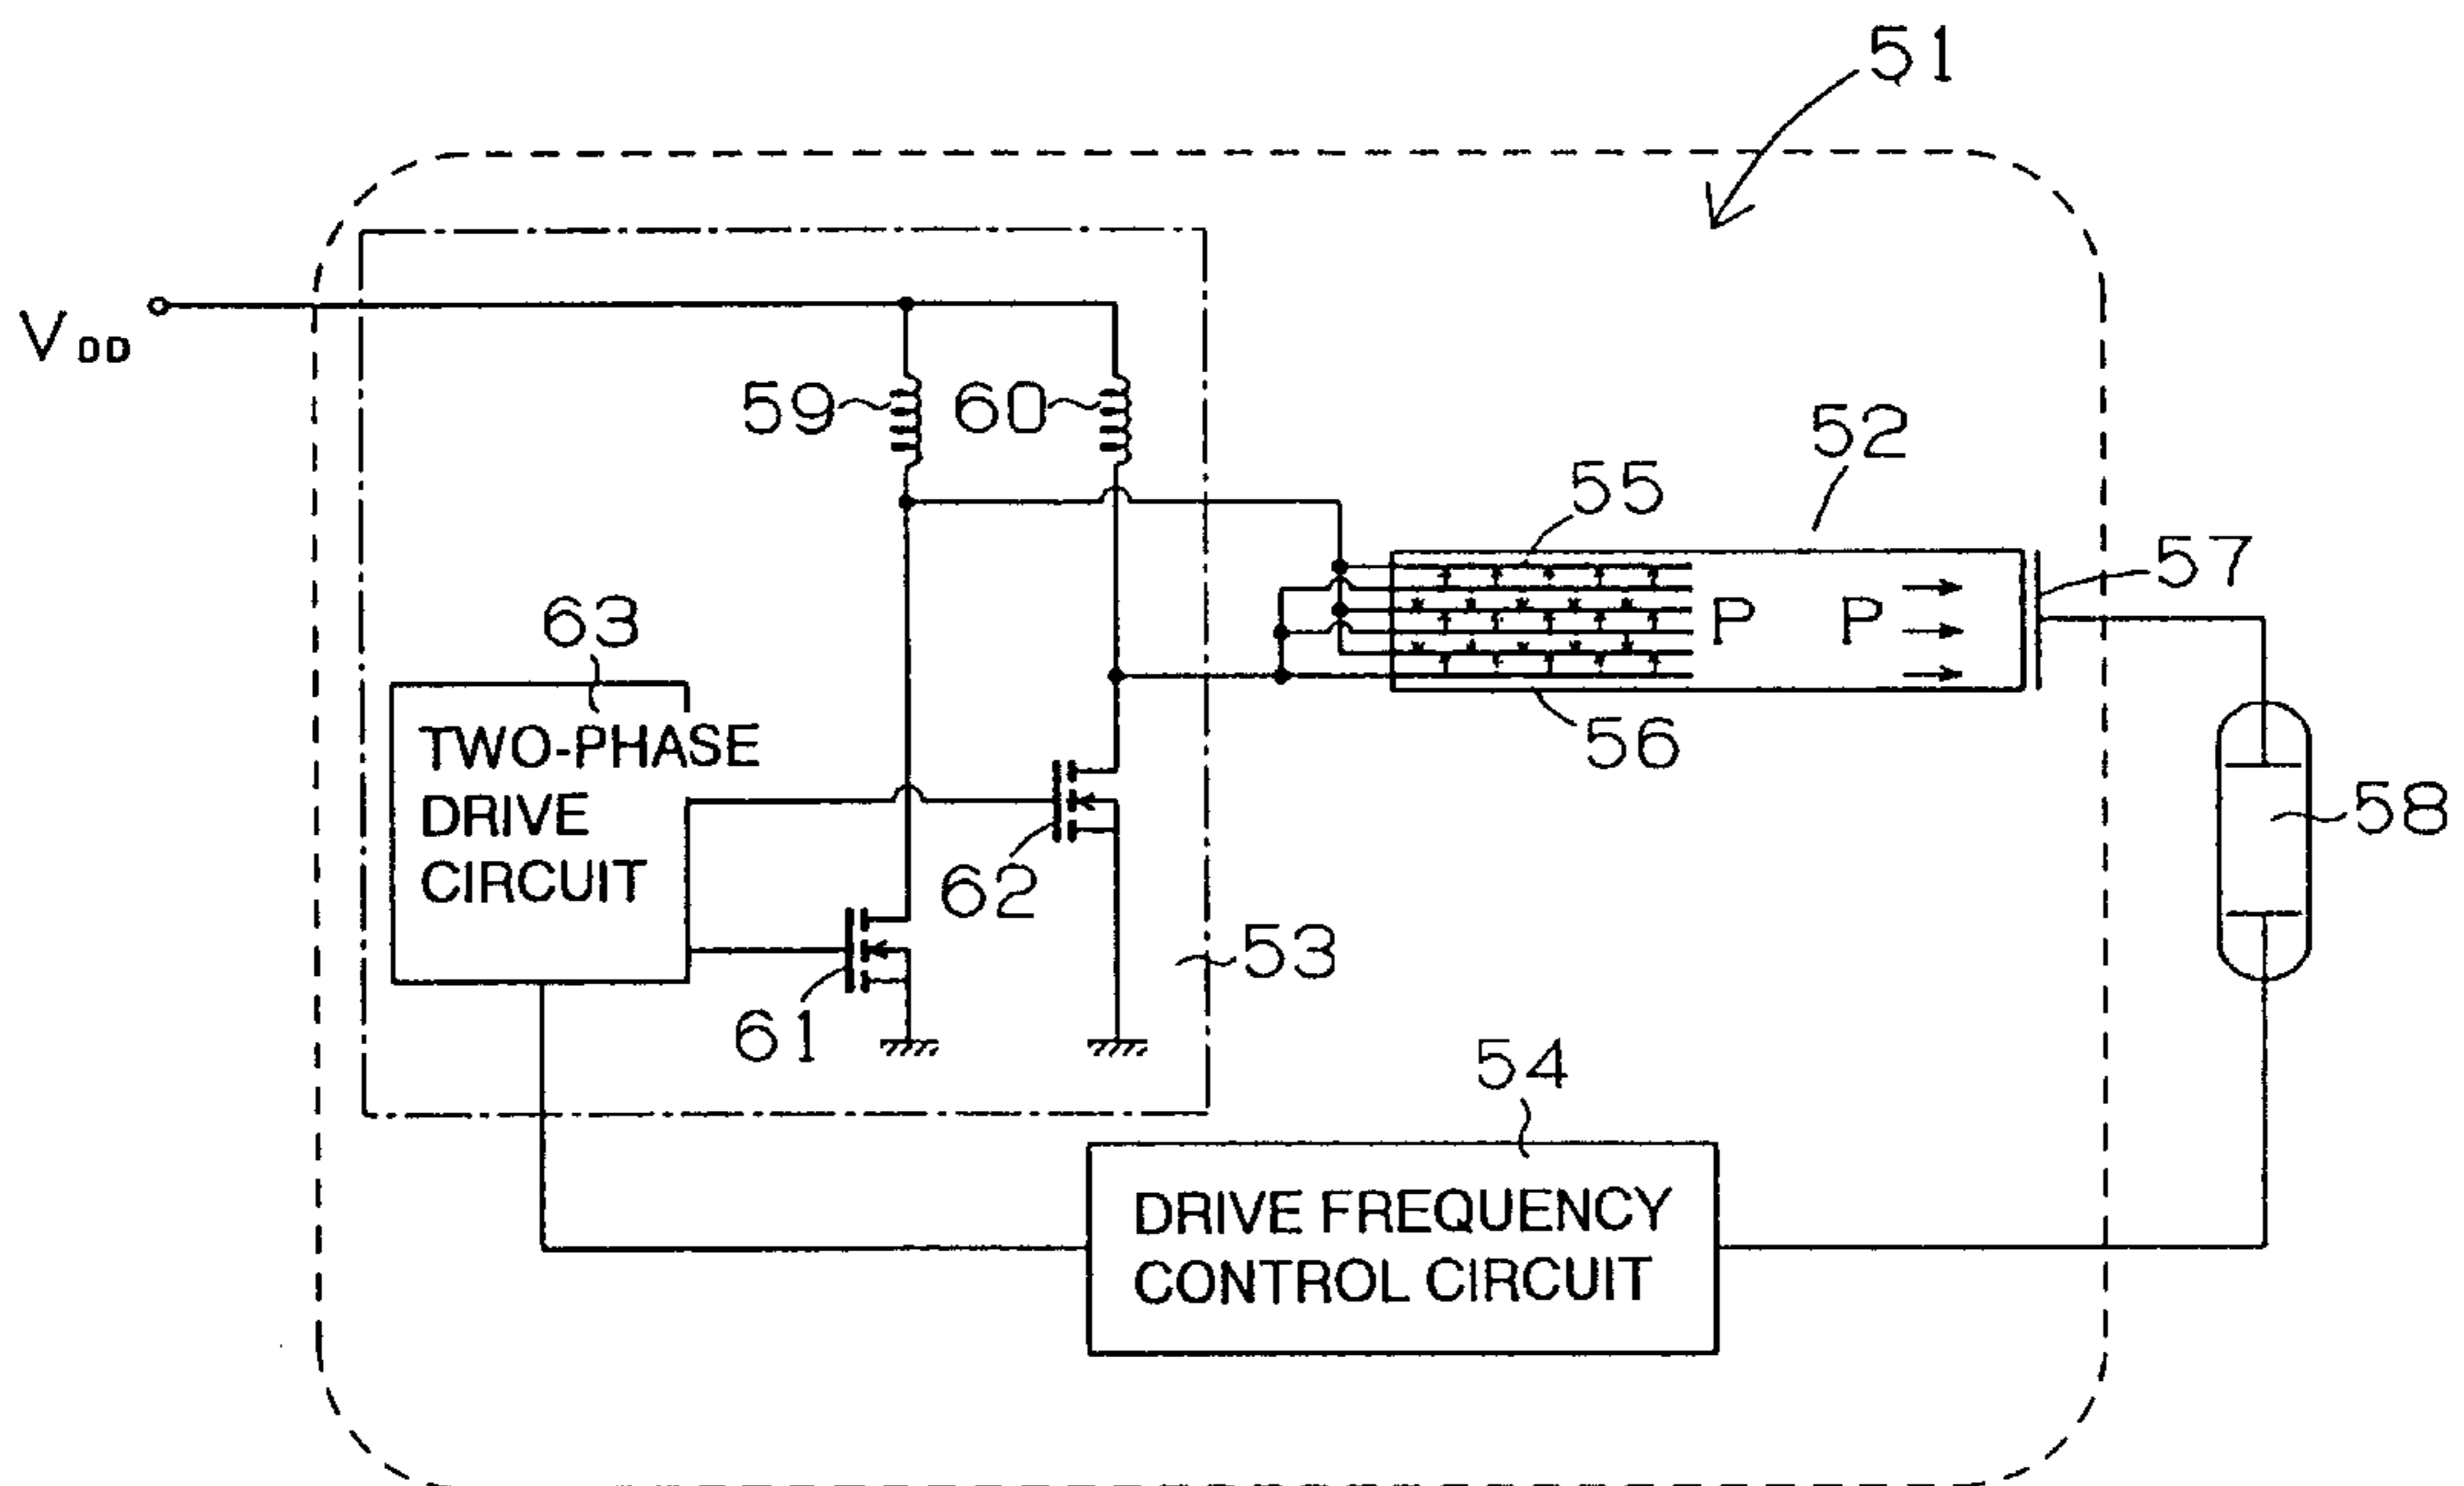 51
VDD
59
60
52
55
57
63
P P
TWO-PHASE
DRIVE
CIRCUIT
56
58
62
53
61
54
DRIVE FREQUENCY
CONTROL CIRCUIT